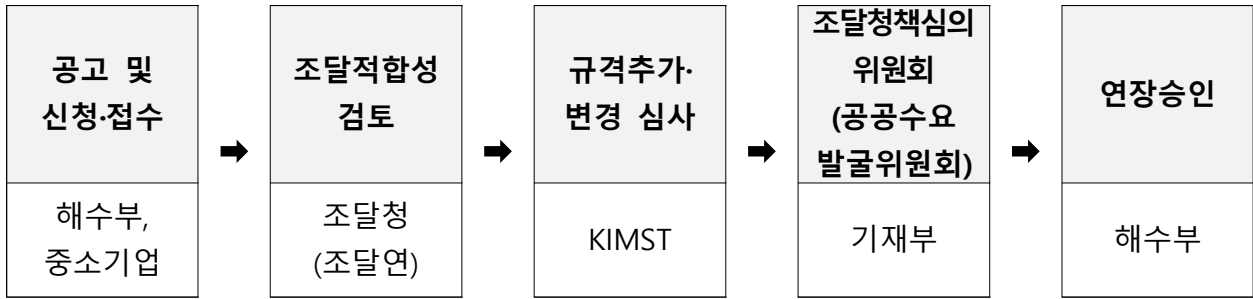 공고 및
신청·접수
해수부,
중소기업
➡
조달적합성
검토
조달청
(조달연)
➡
규격추가·
변경 심사
KIMST
➡
조달청책심의
위원회
(공공수요
발굴위원회)
기재부
➡
연장승인
해수부